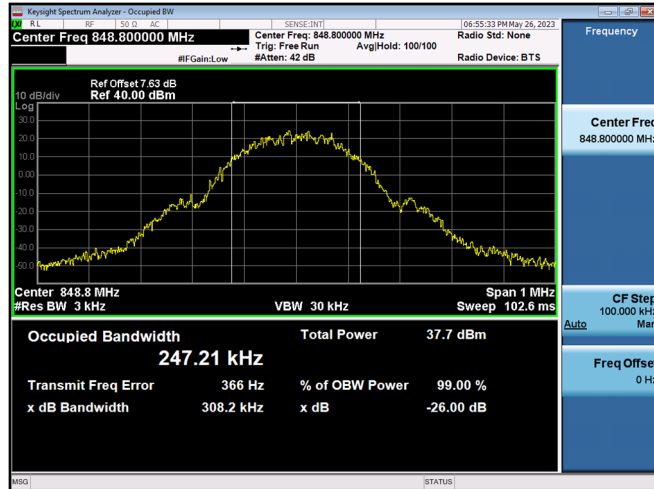 Keysight Spectrum Analyzer - Occupied BW
RL RF 50 Ω AC SENSE:INT 06:55:33 PM May 26, 2023
Center Freq 848.800000 MHz Center Freq: 848.800000 MHz Radio Std: None Frequency
Trig: Free Run Avg|Hold: 100/100
#IFGain:Low #Atten: 42 dB Radio Device: BTS
Ref Offset 7.63 dB
10 dB/div Ref 40.00 dBm
Log
30.0
20.0
10.0
0.00
-10.0
-20.0
-30.0
-40.0
-50.0
Center Freq
848.800000 MHz
Center 848.8 MHz Span 1 MHz
#Res BW 3 kHz VBW 30 kHz Sweep 102.6 ms
CF Step
100.000 kHz
Auto Man
Occupied Bandwidth Total Power 37.7 dBm
247.21 kHz
Transmit Freq Error 366 Hz % of OBW Power 99.00 %
x dB Bandwidth 308.2 kHz x dB -26.00 dB
Freq Offset
0 Hz
MSG STATUS